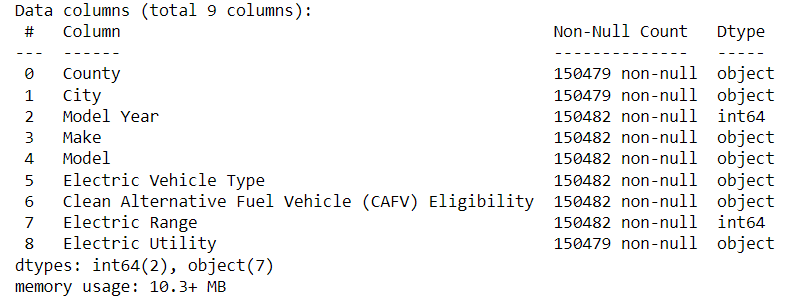 Data columns (total 9 columns):
 #   Column                                             Non-Null Count   Dtype
---  ------                                             --------------   -----
 0   County                                             150479 non-null  object
 1   City                                               150479 non-null  object
 2   Model Year                                         150482 non-null  int64
 3   Make                                               150482 non-null  object
 4   Model                                              150482 non-null  object
 5   Electric Vehicle Type                              150482 non-null  object
 6   Clean Alternative Fuel Vehicle (CAFV) Eligibility  150482 non-null  object
 7   Electric Range                                     150482 non-null  int64
 8   Electric Utility                                   150479 non-null  object
dtypes: int64(2), object(7)
memory usage: 10.3+ MB